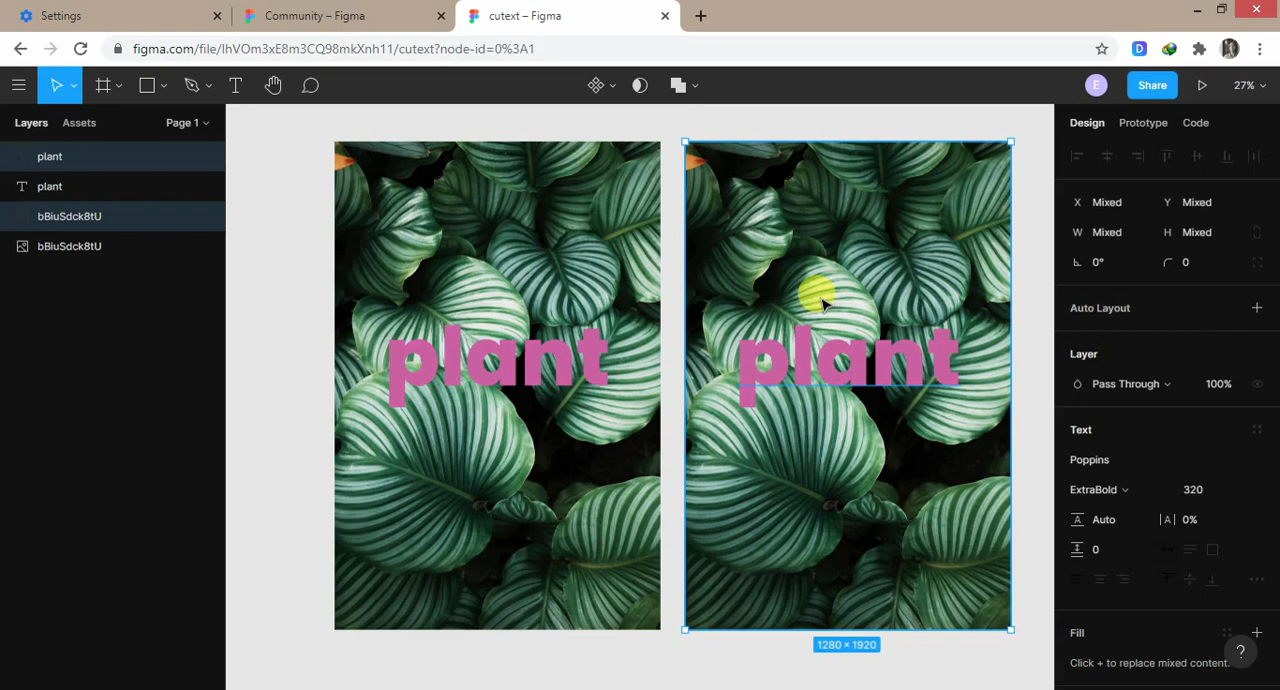 Settings
Community – Figma
cutext – Figma
figma.com/file/lhVOm3xE8m3CQ98mkXnh11/cutext?node-id=0%3A1
D
T
E
Share
27%
Layers
Assets
Page 1
Design
Prototype
Code
plant
T plant
bBiuSdck8tU
bBiuSdck8tU
plant
plant
1280 × 1920
X Mixed
Y Mixed
W Mixed
H Mixed
0°
0
Auto Layout
Layer
Pass Through
100%
Text
Poppins
ExtraBold
320
A Auto
|A| 0%
0
Fill
Click + to replace mixed content.
?